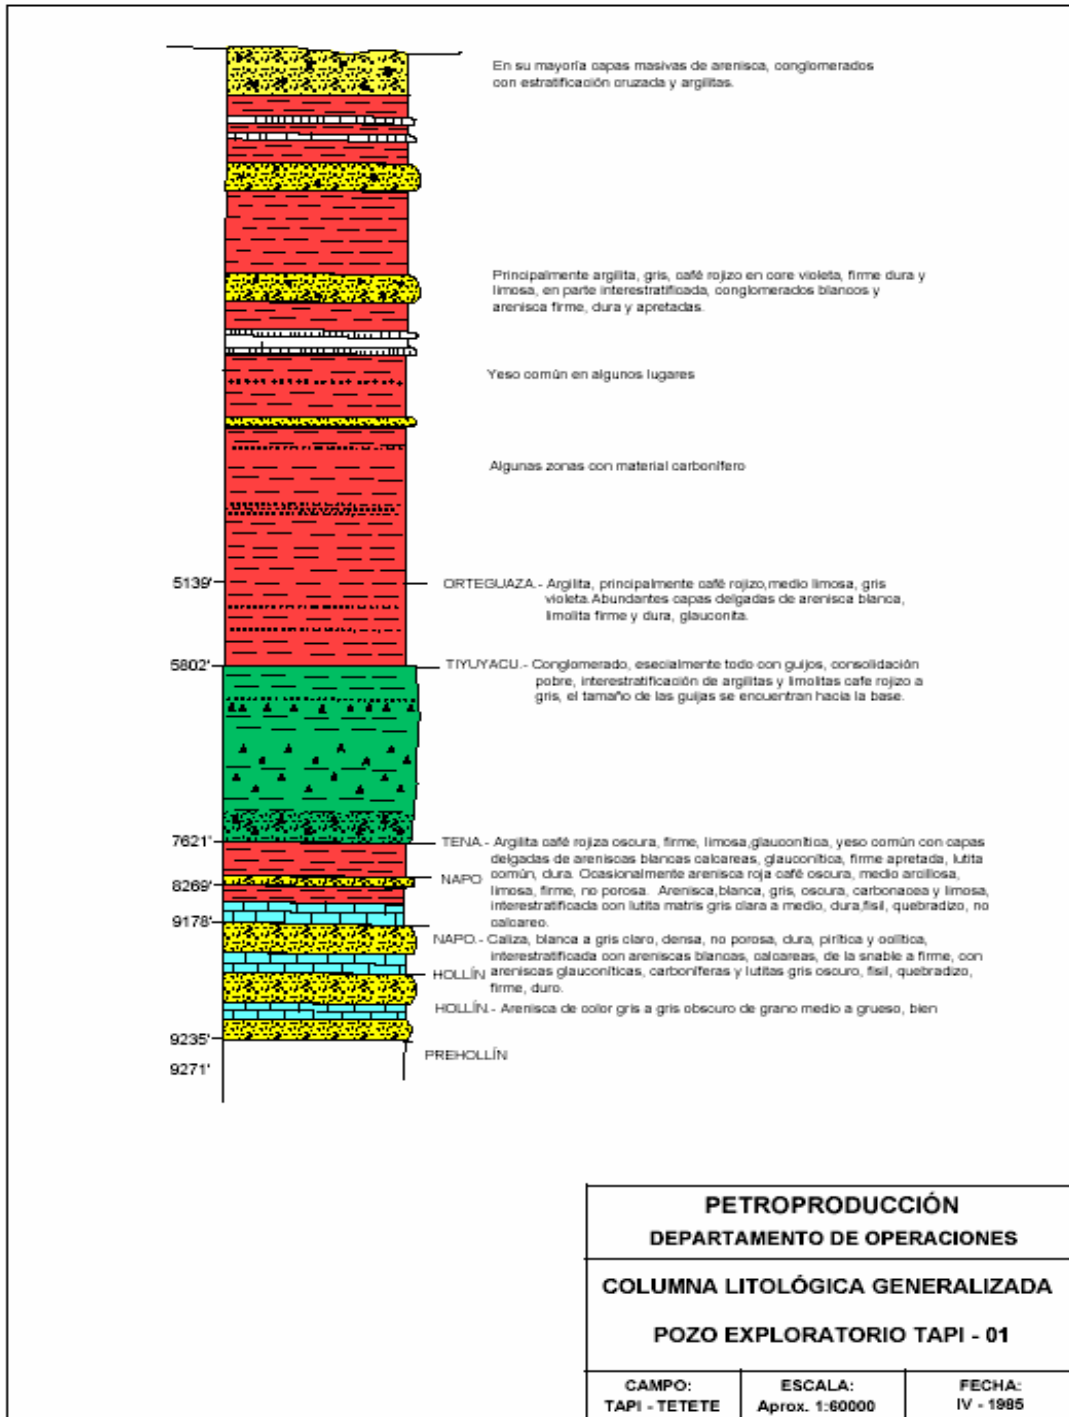 En su mayoría capas masivas de arenisca, conglomerados
con estratificación cruzada y argilitas.
Principalmente argilita, gris, café rojizo en core violeta, firme dura y
limosa, en parte interestratificada, conglomerados blancos y
arenisca firme, dura y apretadas.
Yeso común en algunos lugares
Algunas zonas con material carbonífero
5139'
ORTEGUAZA.- Argilita, principalmente café rojizo,medio limosa, gris
violeta.Abundantes capas delgadas de arenisca blanca,
limolita firme y dura, glauconita.
5802'
TIYUYACU.- Conglomerado, esecialmente todo con guijos, consolidación
pobre, interestratificación de argilitas y limolitas cafe rojizo a
gris, el tamaño de las guijas se encuentran hacia la base.
7621'
TENA.- Argilita café rojiza oscura, firme, limosa,glauconítica, yeso común con capas
delgadas de areniscas blancas calcareas, glauconítica, firme apretada, lutita
común, dura. Ocasionalmente arenisca roja café oscura, medio arcillosa,
NAPO
8269'
limosa, firme, no porosa. Arenisca,blanca, gris, oscura, carbonacea y limosa,
interestratificada con lutita matris gris clara a medio, dura,fisil, quebradizo, no
calcareo.
9178'
NAPO.- Caliza, blanca a gris claro, densa, no porosa, dura, pirítica y oolítica,
interestratificada con areniscas blancas, calcareas, de la snable a firme, con
HOLLÍN
areniscas glauconíticas, carboníferas y lutitas gris oscuro, fisil, quebradizo,
firme, duro.
HOLLÍN.- Arenisca de color gris a gris obscuro de grano medio a grueso, bien
9235'
PREHOLLÍN
9271'
PETROPRODUCCIÓN
DEPARTAMENTO DE OPERACIONES
COLUMNA LITOLÓGICA GENERALIZADA
POZO EXPLORATORIO TAPI - 01
CAMPO:
TAPI - TETETE
ESCALA:
Aprox. 1:60000
FECHA:
IV - 1985